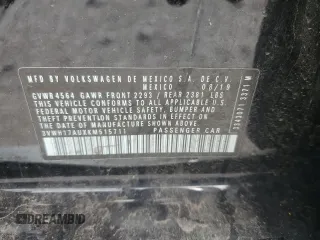 MFD BY VOLKSWAGEN DE MEXICO S.A. DE C.V.
MEXICO 06/19
GVWR 4564 GAWR FRONT 2293 / REAR 2381 LBS
THIS VEHICLE CONFORMS TO ALL APPLICABLE
FEDERAL MOTOR VEHICLE SAFETY, BUMPER AND
THEFT PREVENTION STANDARDS IN EFFECT ON THE
DATE OF MANUFACTURE SHOWN ABOVE
3VWH17AU8KM515711 PASSENGER CAR
IDREAMBID